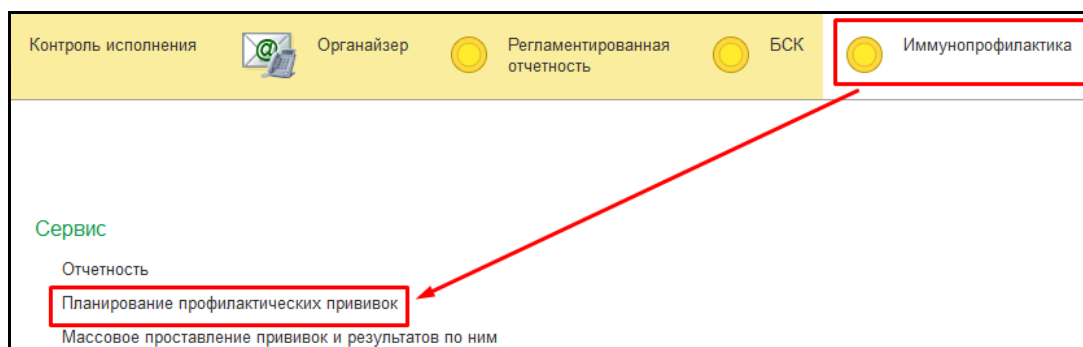 Контроль исполнения
Органайзер
Регламентированная
отчетность
БСК
Иммунопрофилактика
Сервис
Отчетность
Планирование профилактических прививок
Массовое проставление прививок и результатов по ним